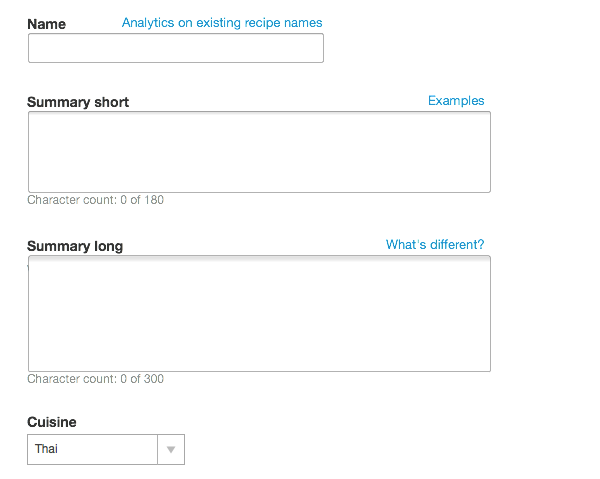 Name Analytics on existing recipe names
Summary short Examples
Character count: 0 of 180
Summary long What's different?
Character count: 0 of 300
Cuisine
Thai